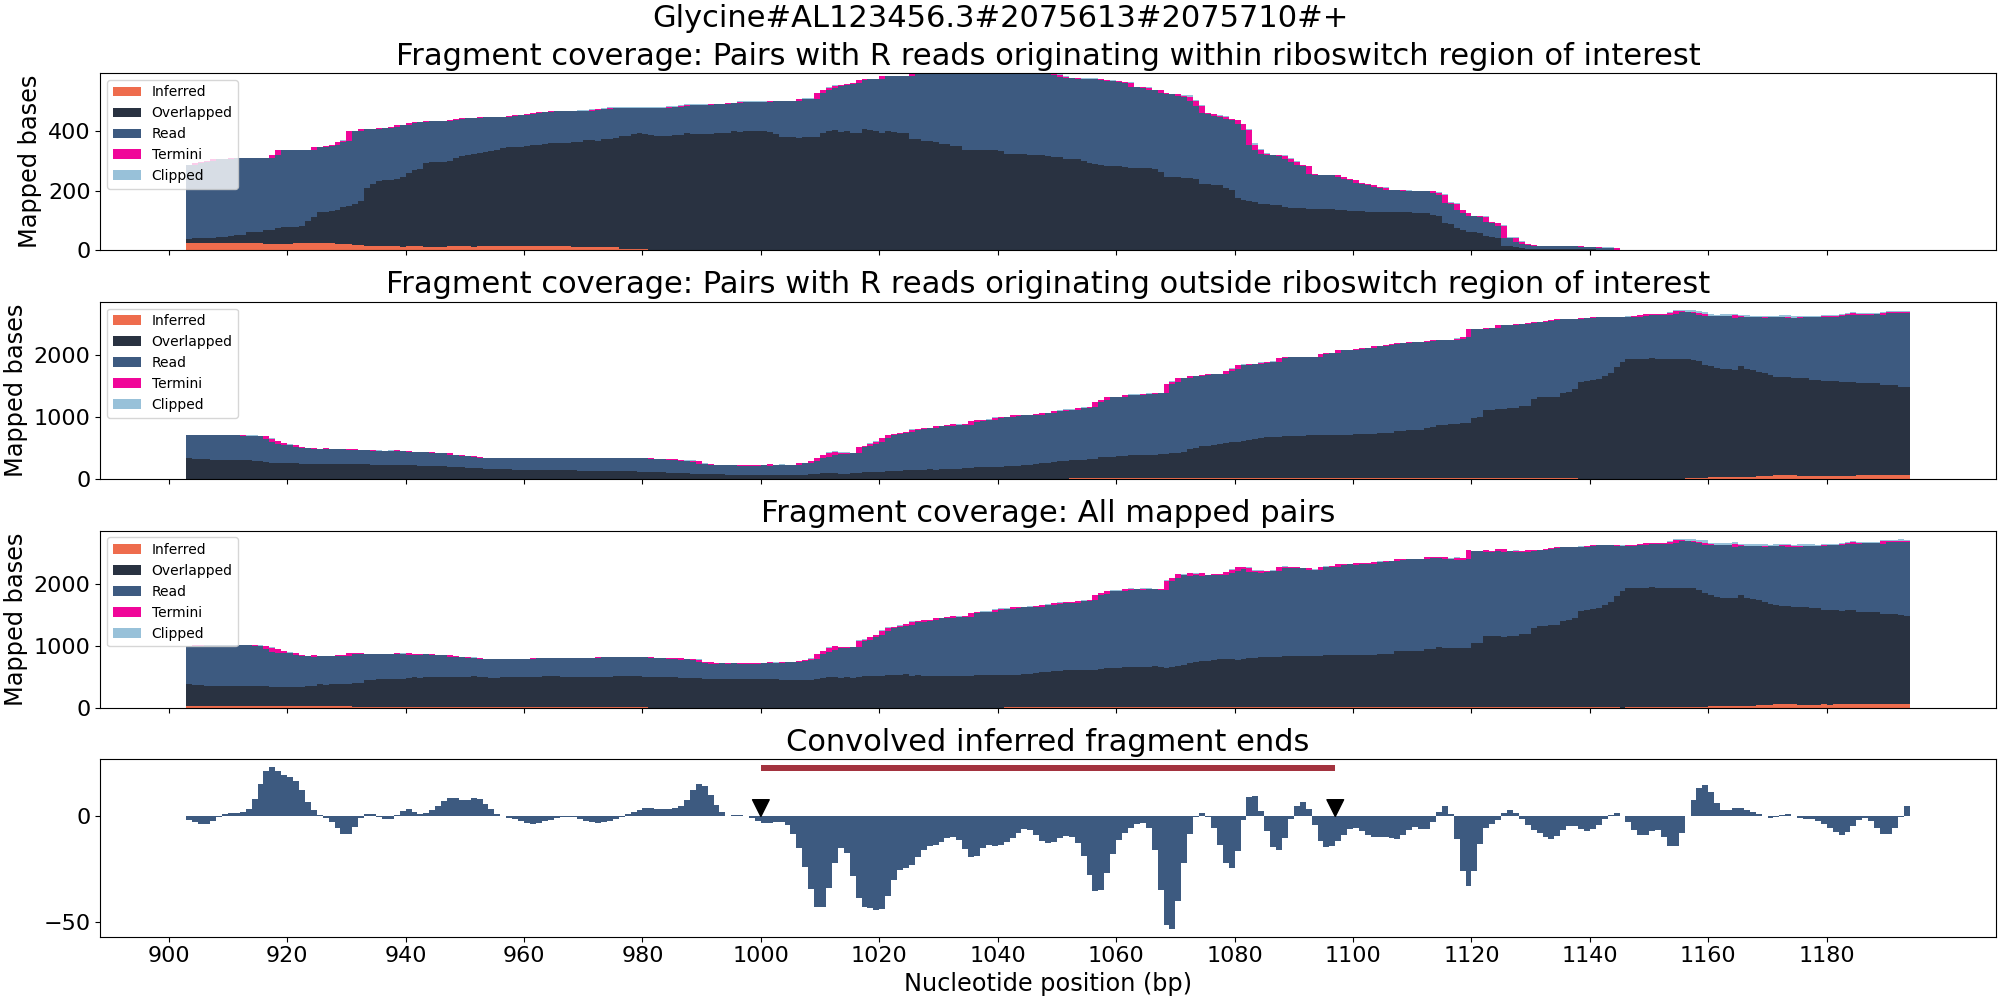 Glycine#AL123456.3#2075613#2075710#+
Fragment coverage: Pairs with R reads originating within riboswitch region of interest
Mapped bases
400
200
0
Inferred
Overlapped
Read
Termini
Clipped
Fragment coverage: Pairs with R reads originating outside riboswitch region of interest
Mapped bases
2000
1000
0
Inferred
Overlapped
Read
Termini
Clipped
Fragment coverage: All mapped pairs
Mapped bases
2000
1000
0
Inferred
Overlapped
Read
Termini
Clipped
Convolved inferred fragment ends
0
−50
900 920 940 960 980 1000 1020 1040 1060 1080 1100 1120 1140 1160 1180
Nucleotide position (bp)